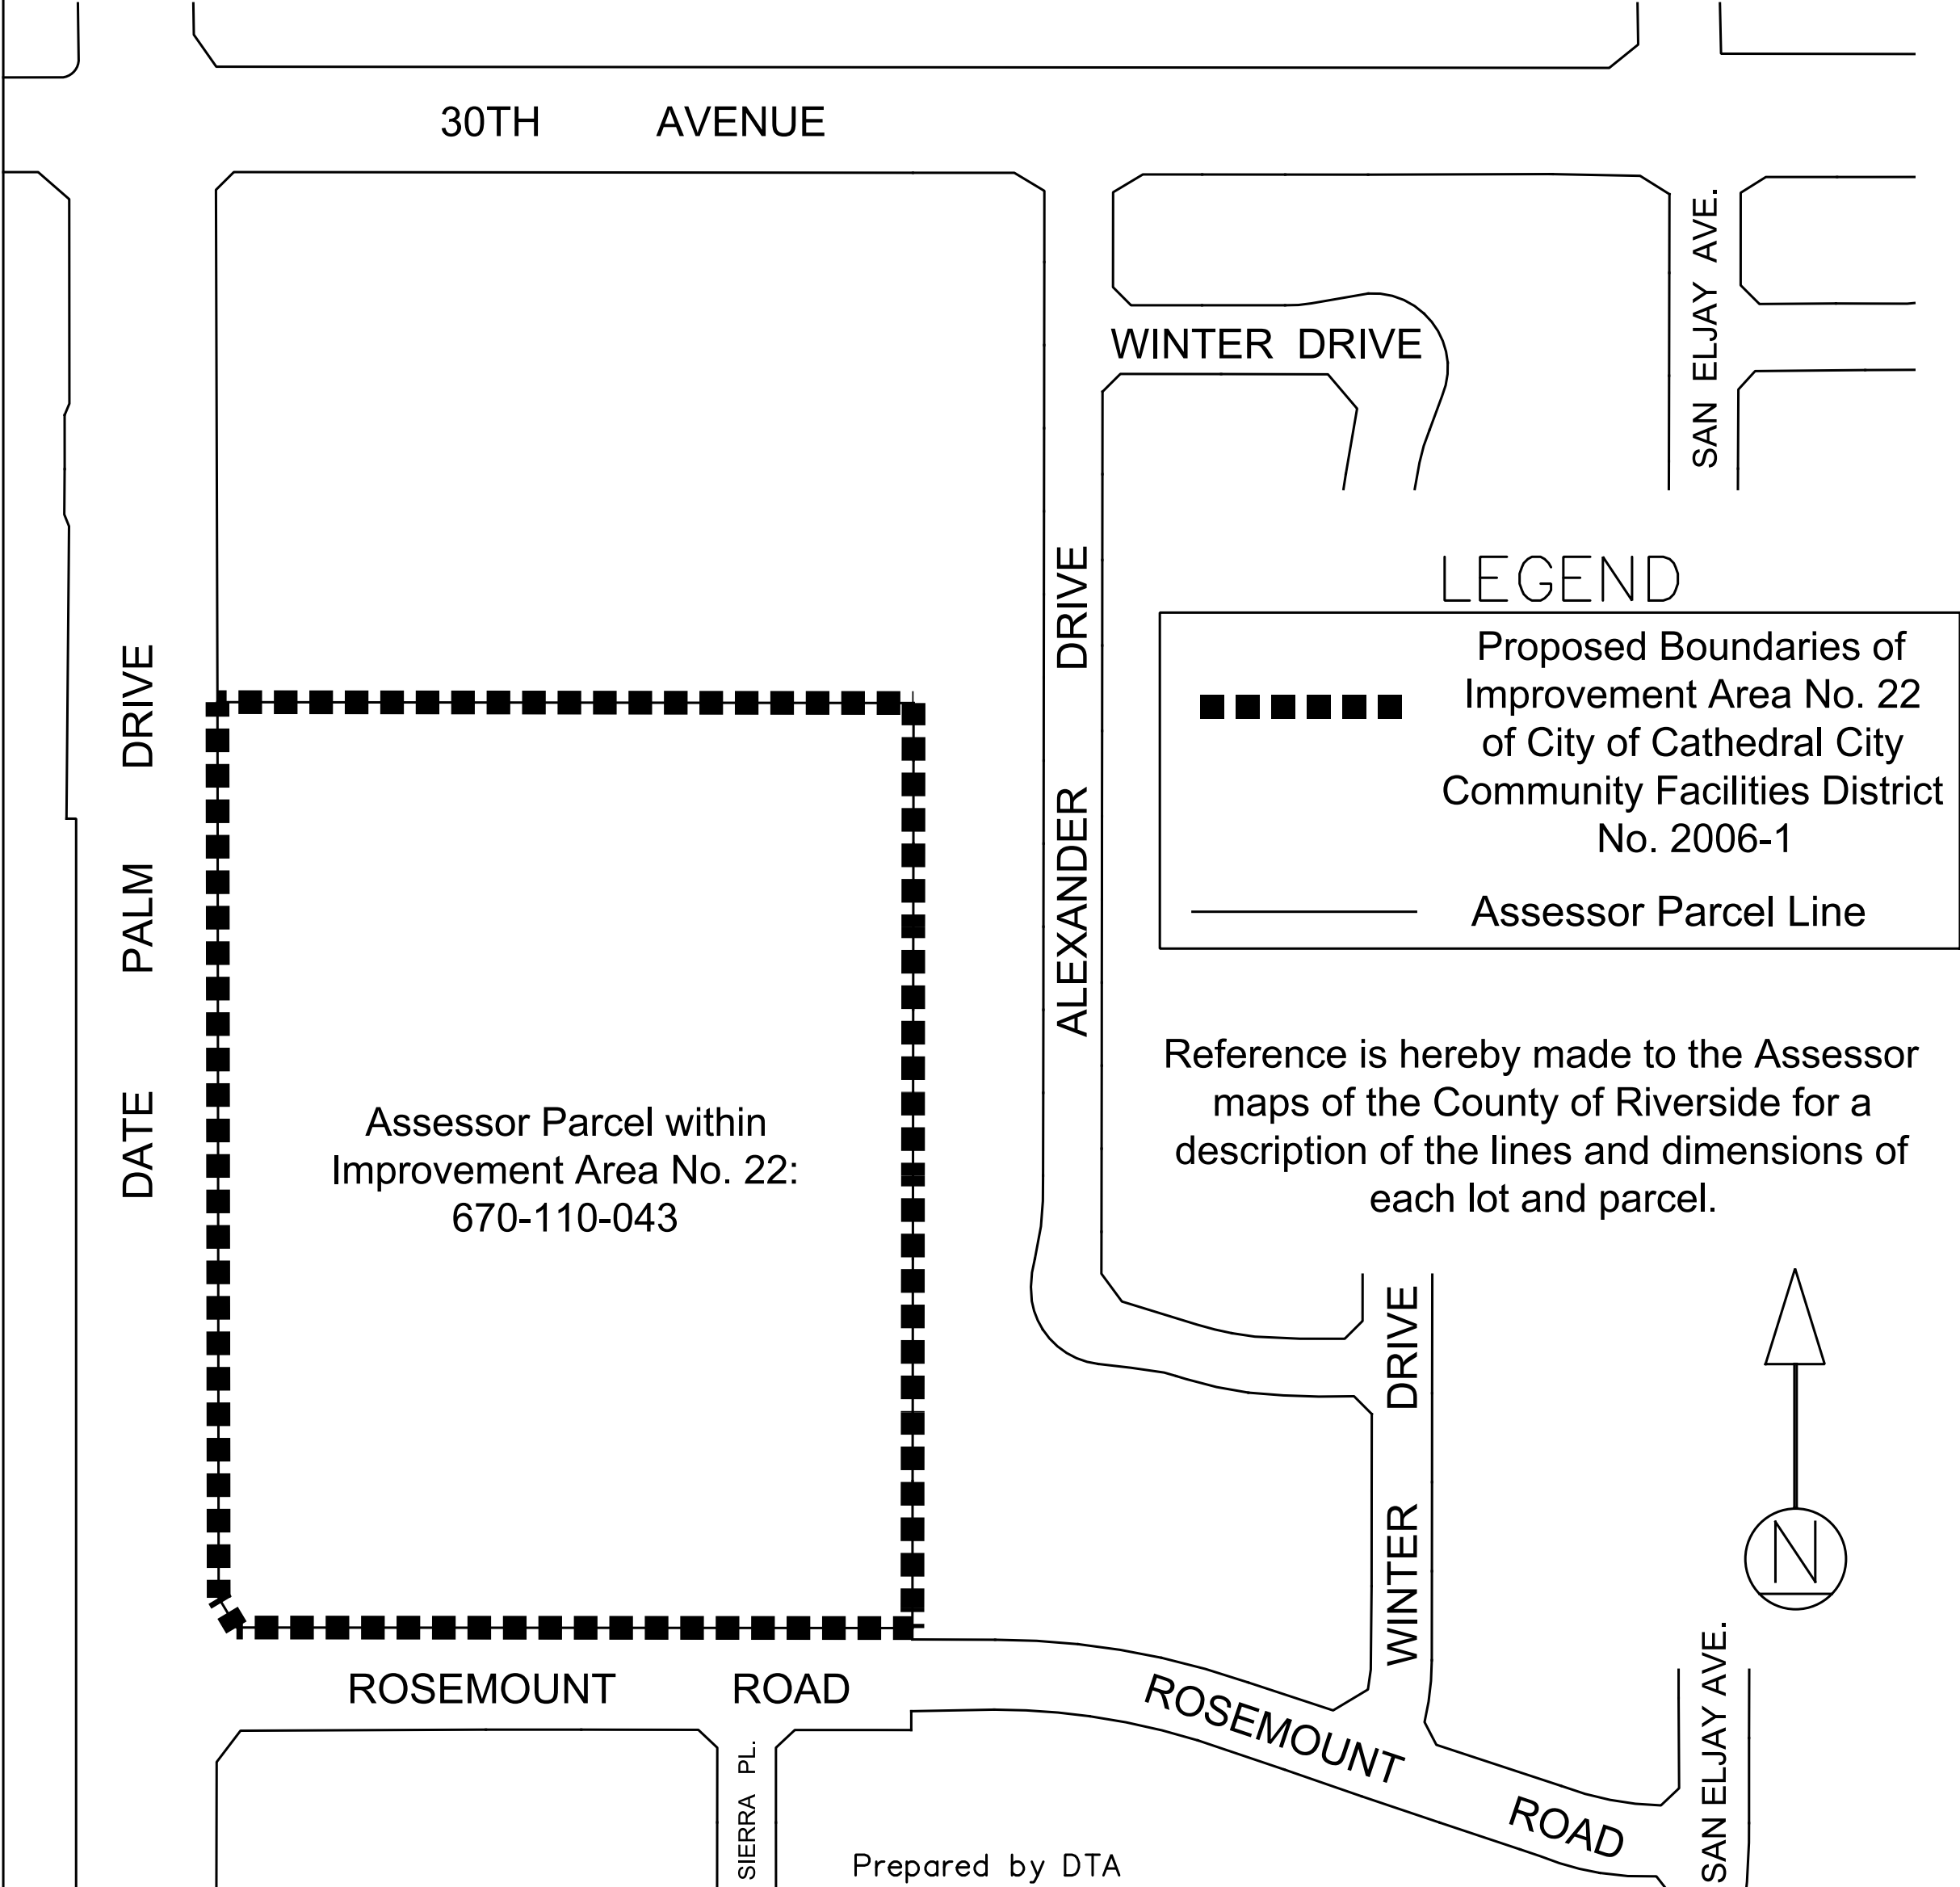 30TH AVENUE
SAN ELJAY AVE.
WINTER DRIVE
DATE PALM DRIVE
ALEXANDER DRIVE
LEGEND
Proposed Boundaries of
Improvement Area No. 22
of City of Cathedral City
Community Facilities District
No. 2006-1
Assessor Parcel Line
Reference is hereby made to the Assessor
maps of the County of Riverside for a
description of the lines and dimensions of
each lot and parcel.
Assessor Parcel within
Improvement Area No. 22:
670-110-043
WINTER DRIVE
N
ROSEMOUNT ROAD
ROSEMOUNT ROAD
SAN ELJAY AVE.
SIERRA PL.
Prepared by DTA